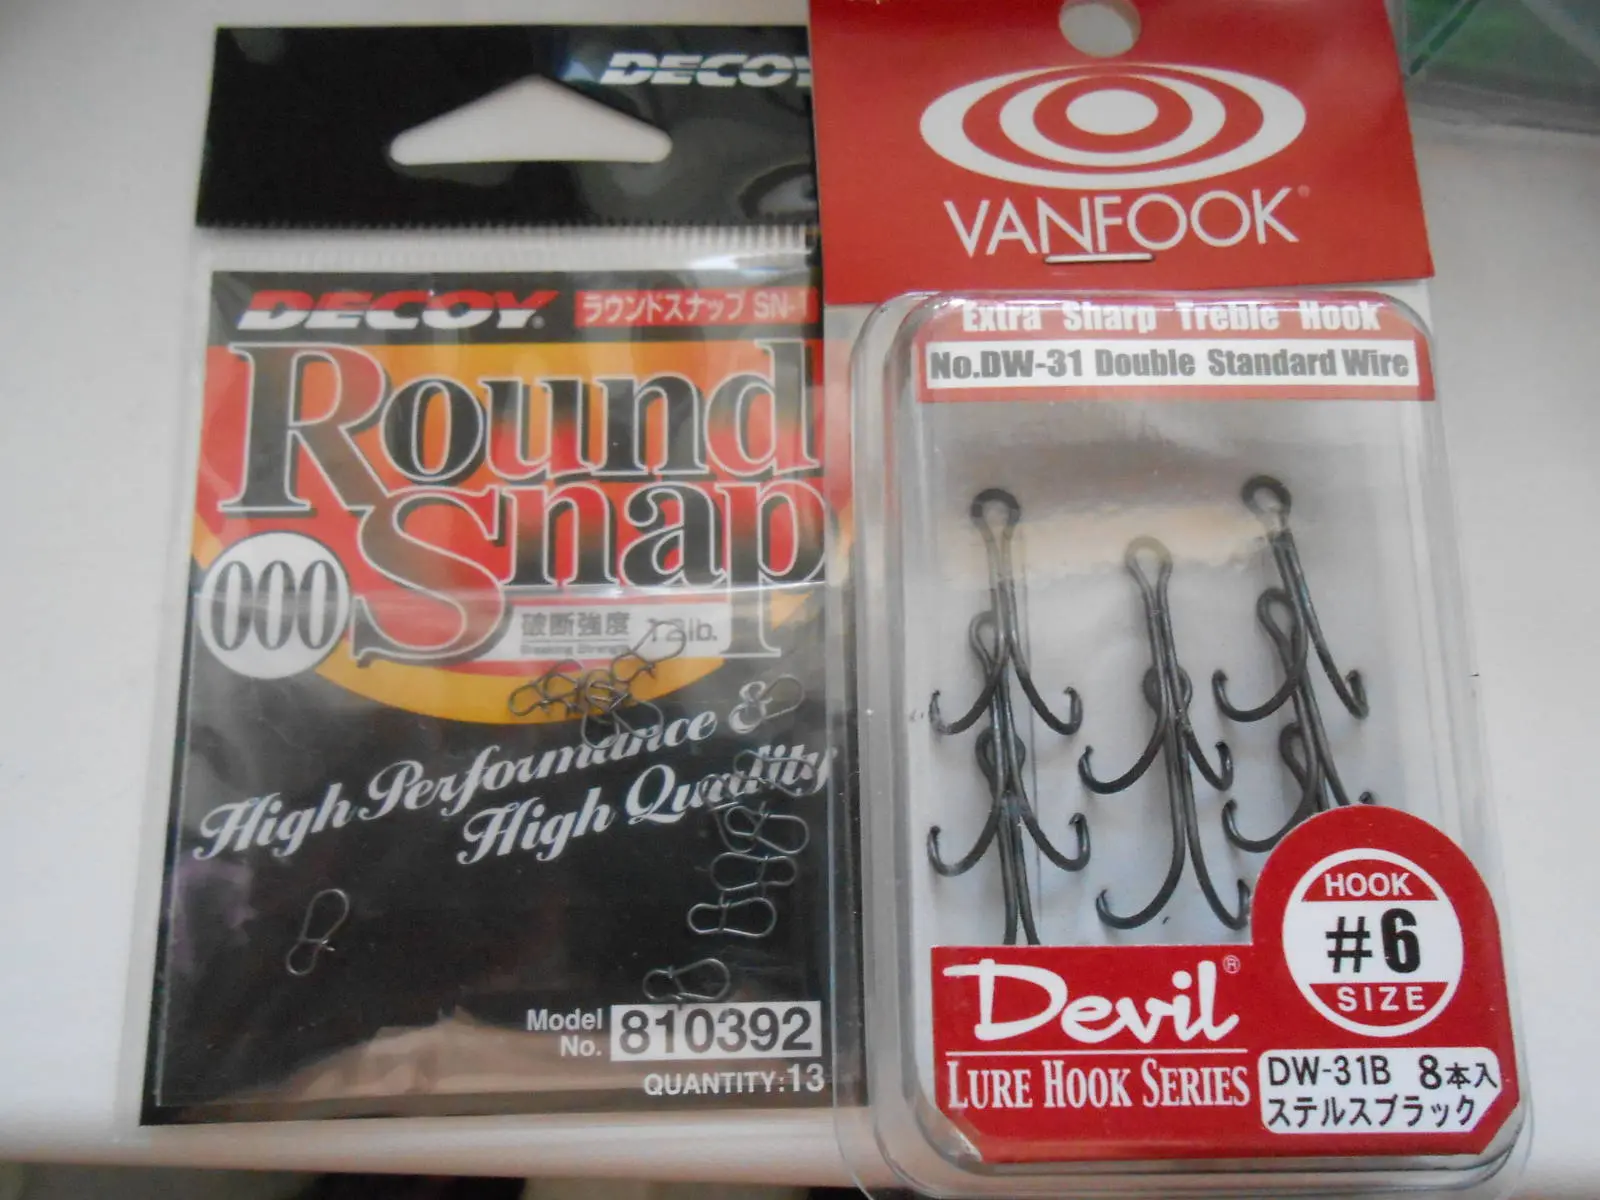 DECOY
DECOY®
ラウンドスナップ SN-1
Round
Snap
000
破断強度 12lb.
Breaking Strength
High Performance &
High Quality
Model
No. 810392
QUANTITY:13
VANFOOK®
Extra Sharp Treble Hook
No.DW-31 Double Standard Wire
HOOK
#6
SIZE
Devil®
LURE HOOK SERIES
DW-31B 8本入
ステルスブラック